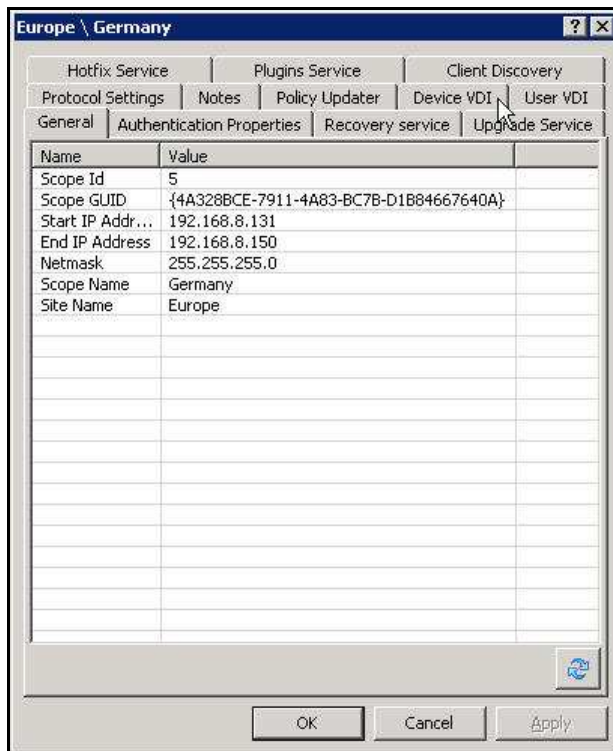 Europe \ Germany
Hotfix Service Plugins Service Client Discovery
Protocol Settings Notes Policy Updater Device VDI User VDI
General Authentication Properties Recovery service Upgrade Service
Name Value
Scope Id 5
Scope GUID {4A328BCE-7911-4A83-BC7B-D1B84667640A}
Start IP Addr... 192.168.8.131
End IP Address 192.168.8.150
Netmask 255.255.255.0
Scope Name Germany
Site Name Europe
OK Cancel Apply